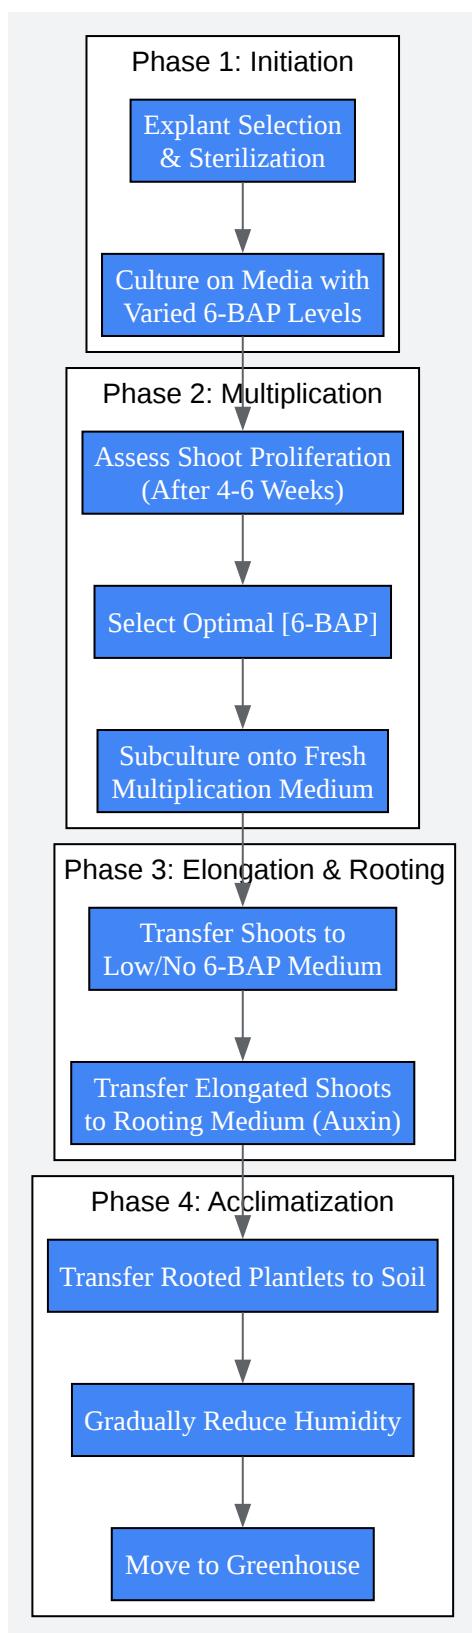 Phase 1: Initiation
Explant Selection
& Sterilization
Culture on Media with
Varied 6-BAP Levels
Phase 2: Multiplication
Assess Shoot Proliferation
(After 4-6 Weeks)
Select Optimal [6-BAP]
Subculture onto Fresh
Multiplication Medium
Phase 3: Elongation & Rooting
Transfer Shoots to
Low/No 6-BAP Medium
Transfer Elongated Shoots
to Rooting Medium (Auxin)
Phase 4: Acclimatization
Transfer Rooted Plantlets to Soil
Gradually Reduce Humidity
Move to Greenhouse